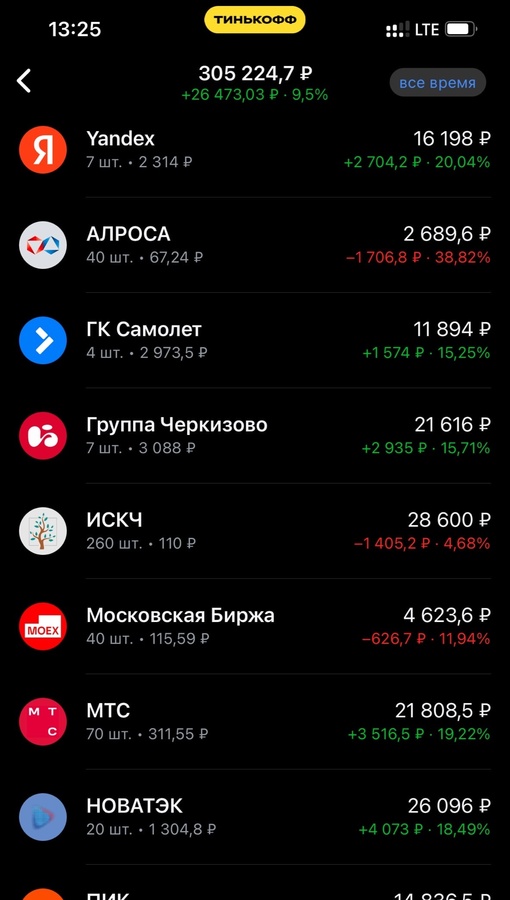 13:25
ТИНЬКОФФ
LTE
305 224,7 ₽
все время
+26 473,03 ₽ · 9,5%
Я
Yandex
16 198 ₽
7 шт. • 2 314 ₽
+2 704,2 ₽ · 20,04%
АЛРОСА
2 689,6 ₽
40 шт. • 67,24 ₽
−1 706,8 ₽ · 38,82%
ГК Самолет
11 894 ₽
4 шт. • 2 973,5 ₽
+1 574 ₽ · 15,25%
Группа Черкизово
21 616 ₽
7 шт. • 3 088 ₽
+2 935 ₽ · 15,71%
ИСКЧ
28 600 ₽
260 шт. • 110 ₽
−1 405,2 ₽ · 4,68%
MOEX
Московская Биржа
4 623,6 ₽
40 шт. • 115,59 ₽
−626,7 ₽ · 11,94%
М Т С
МТС
21 808,5 ₽
70 шт. • 311,55 ₽
+3 516,5 ₽ · 19,22%
НОВАТЭК
26 096 ₽
20 шт. • 1 304,8 ₽
+4 073 ₽ · 18,49%
ПИК
14 836,5 ₽